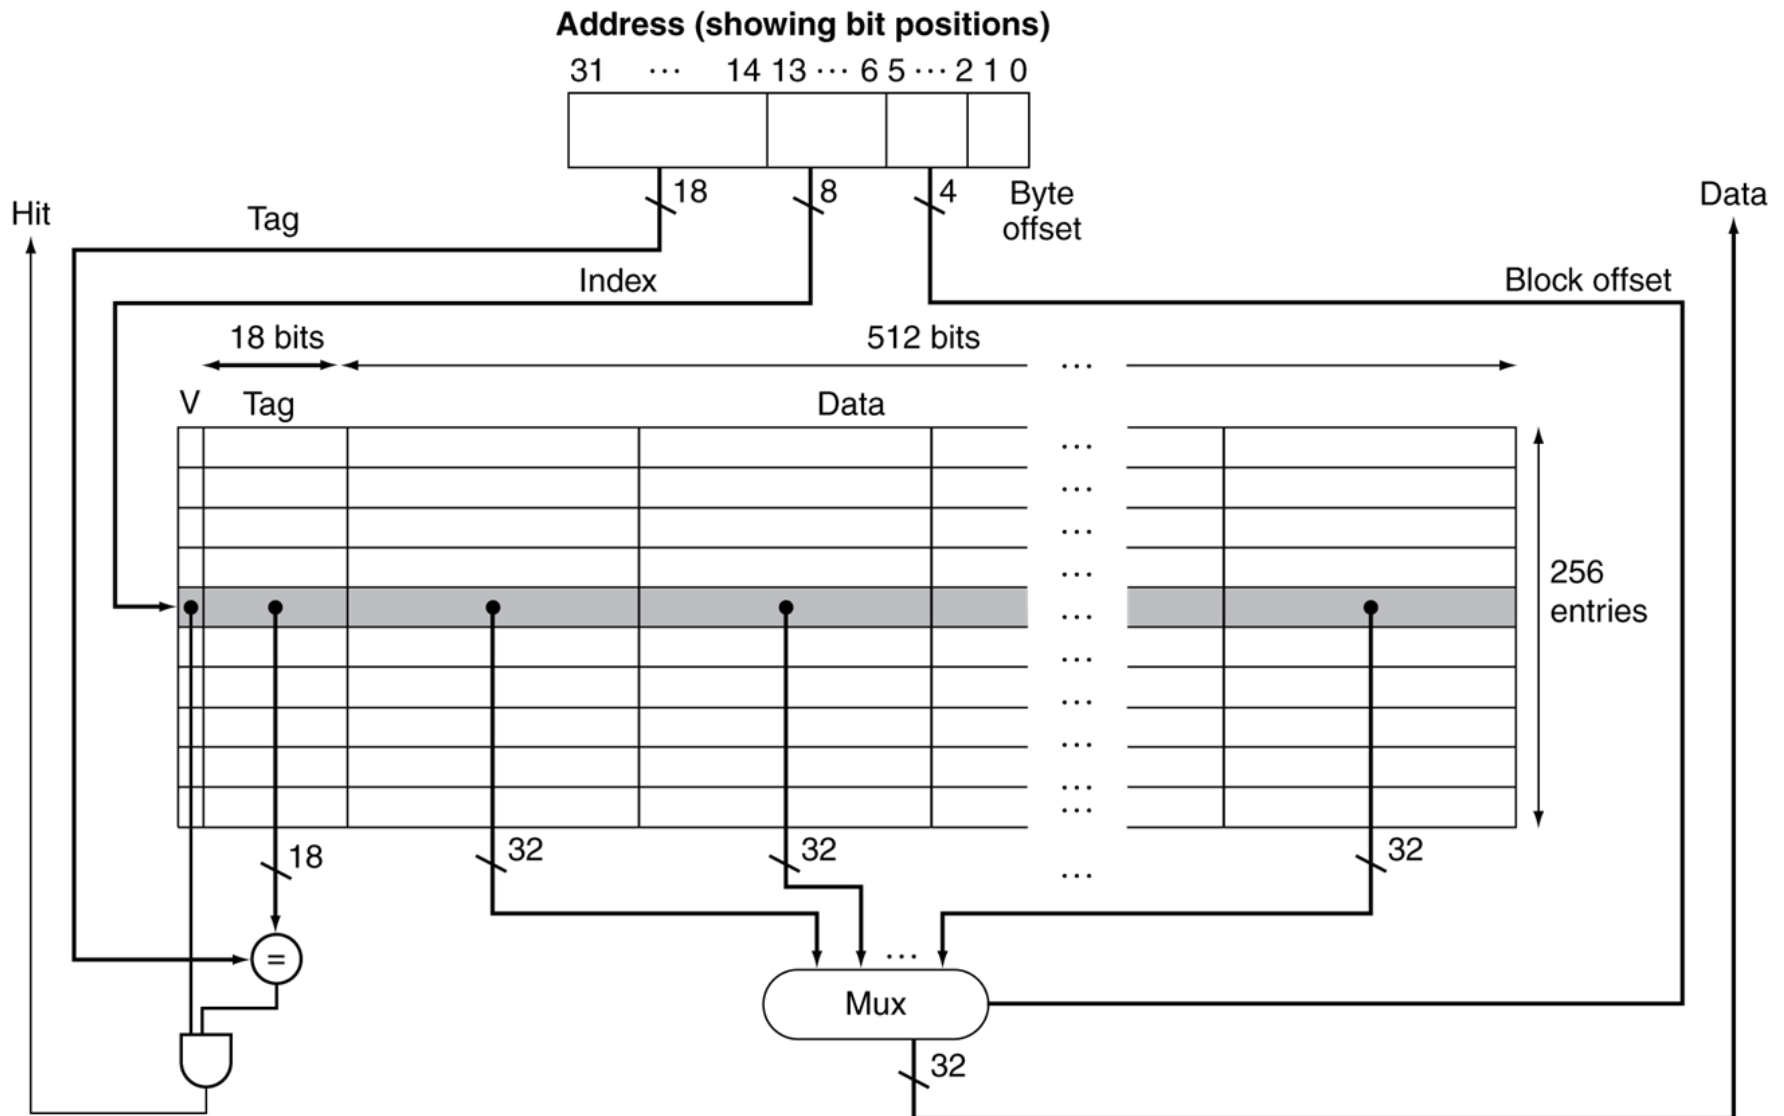 Address (showing bit positions)
31 ··· 14 13 ··· 6 5 ··· 2 1 0
18 8 4 Byte offset
Hit
Tag
Data
Index
Block offset
18 bits
512 bits
...
V Tag Data
...
...
...
...
...
...
...
...
...
...
256
entries
18
32
32
...
32
=
...
Mux
32